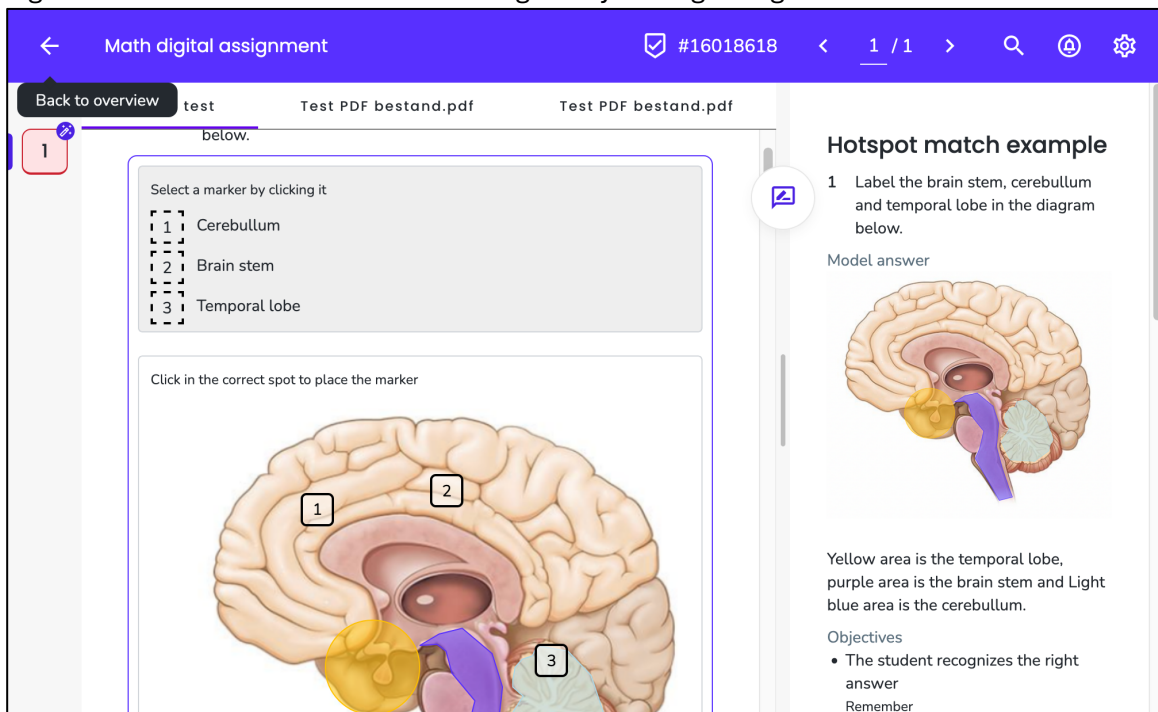 Math digital assignment
#16018618
1 / 1
Back to overview
test
Test PDF bestand.pdf
Test PDF bestand.pdf
1
below.
Select a marker by clicking it
1 Cerebullum
2 Brain stem
3 Temporal lobe
Click in the correct spot to place the marker
1
2
3
Hotspot match example
1 Label the brain stem, cerebullum
and temporal lobe in the diagram
below.
Model answer
Yellow area is the temporal lobe,
purple area is the brain stem and Light
blue area is the cerebullum.
Objectives
• The student recognizes the right
answer
Remember